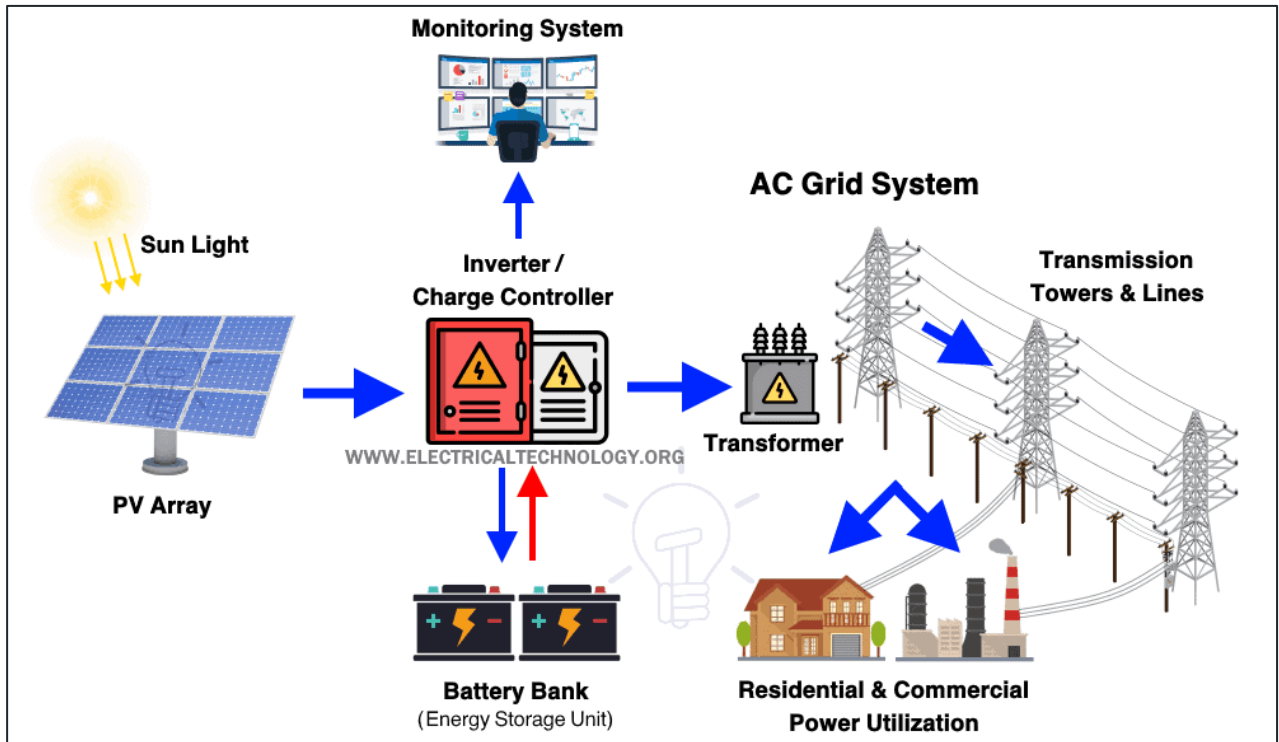 Monitoring System
AC Grid System
Sun Light
Inverter /
Charge Controller
Transmission
Towers & Lines
Transformer
WWW.ELECTRICALTECHNOLOGY.ORG
PV Array
+ - + -
Battery Bank
(Energy Storage Unit)
Residential & Commercial
Power Utilization